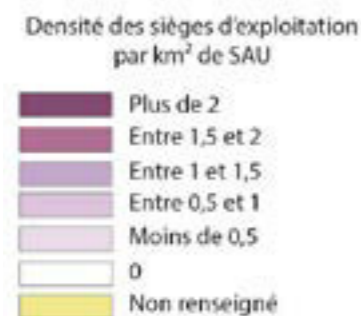 Densité des sièges d'exploitation
par km² de SAU
Plus de 2
Entre 1,5 et 2
Entre 1 et 1,5
Entre 0,5 et 1
Moins de 0,5
0
Non renseigné